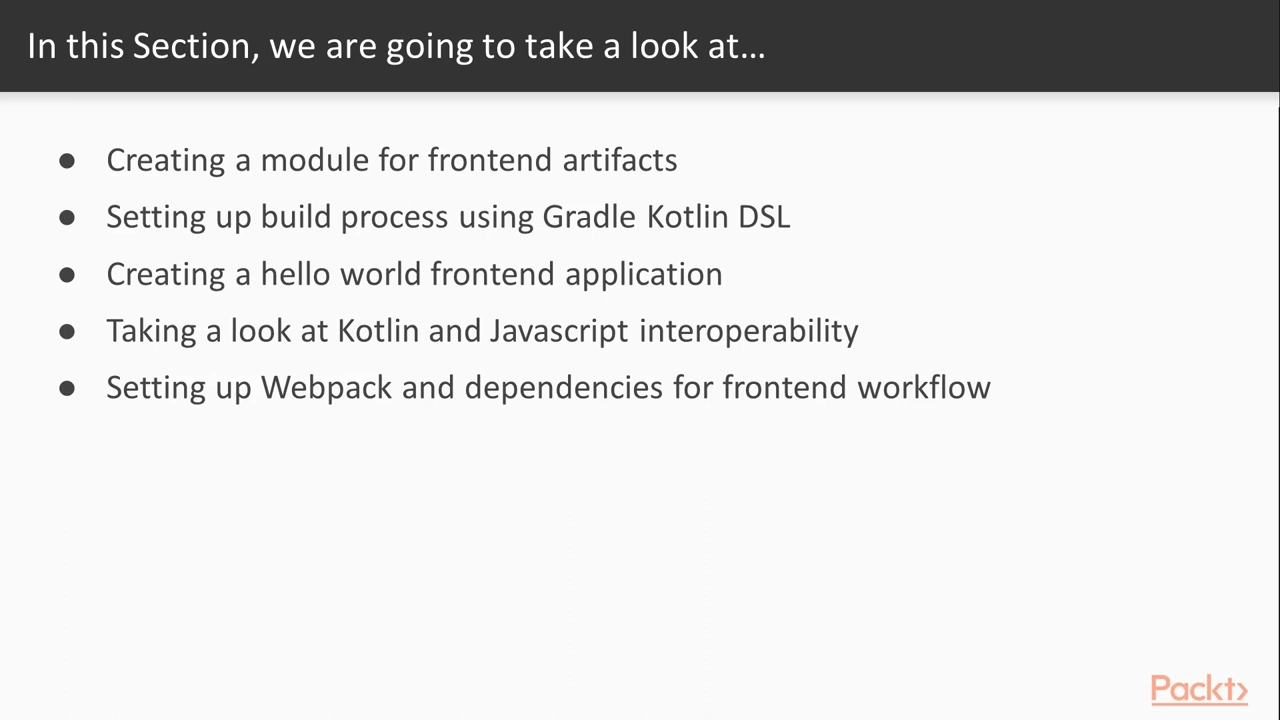 In this Section, we are going to take a look at...
● Creating a module for frontend artifacts
● Setting up build process using Gradle Kotlin DSL
● Creating a hello world frontend application
● Taking a look at Kotlin and Javascript interoperability
● Setting up Webpack and dependencies for frontend workflow
Packt>